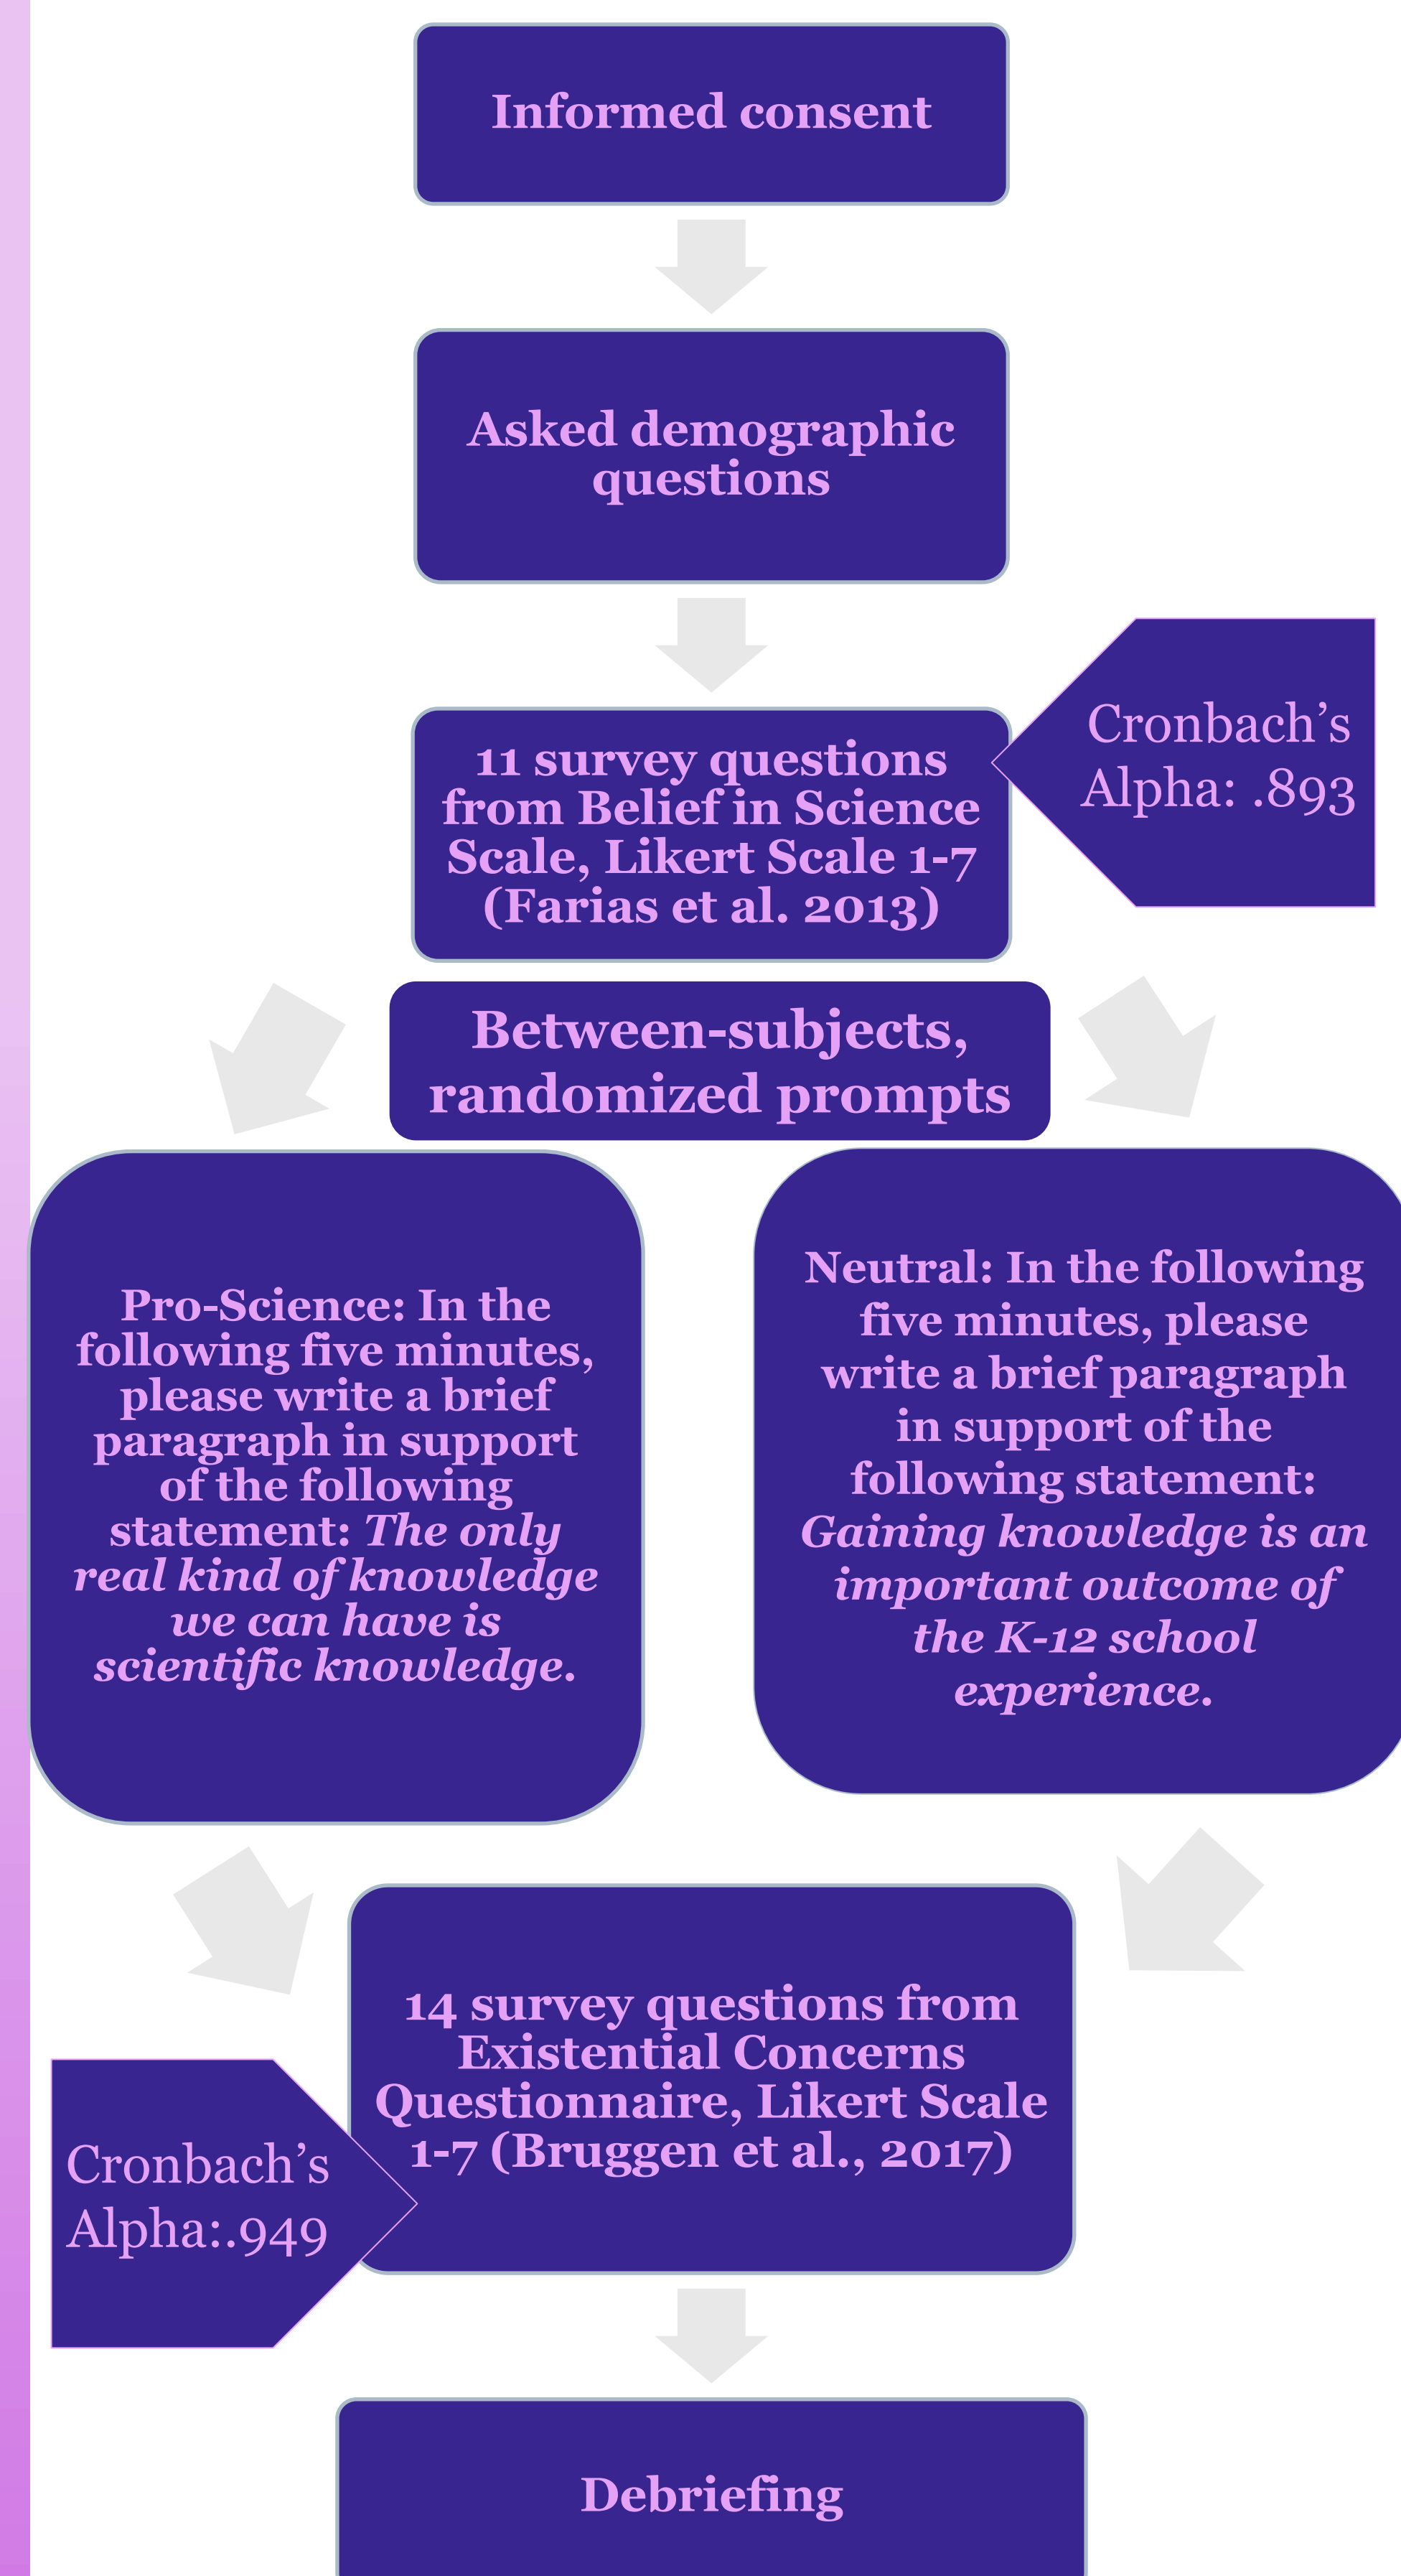 Informed consent
Asked demographic
questions
11 survey questions
from Belief in Science
Scale, Likert Scale 1-7
(Farias et al. 2013)
Cronbach’s
Alpha: .893
Between-subjects,
randomized prompts
Pro-Science: In the
following five minutes,
please write a brief
paragraph in support
of the following
statement: The only
real kind of knowledge
we can have is
scientific knowledge.
Neutral: In the following
five minutes, please
write a brief paragraph
in support of the
following statement:
Gaining knowledge is an
important outcome of
the K-12 school
experience.
14 survey questions from
Existential Concerns
Questionnaire, Likert Scale
1-7 (Bruggen et al., 2017)
Cronbach’s
Alpha:.949
Debriefing